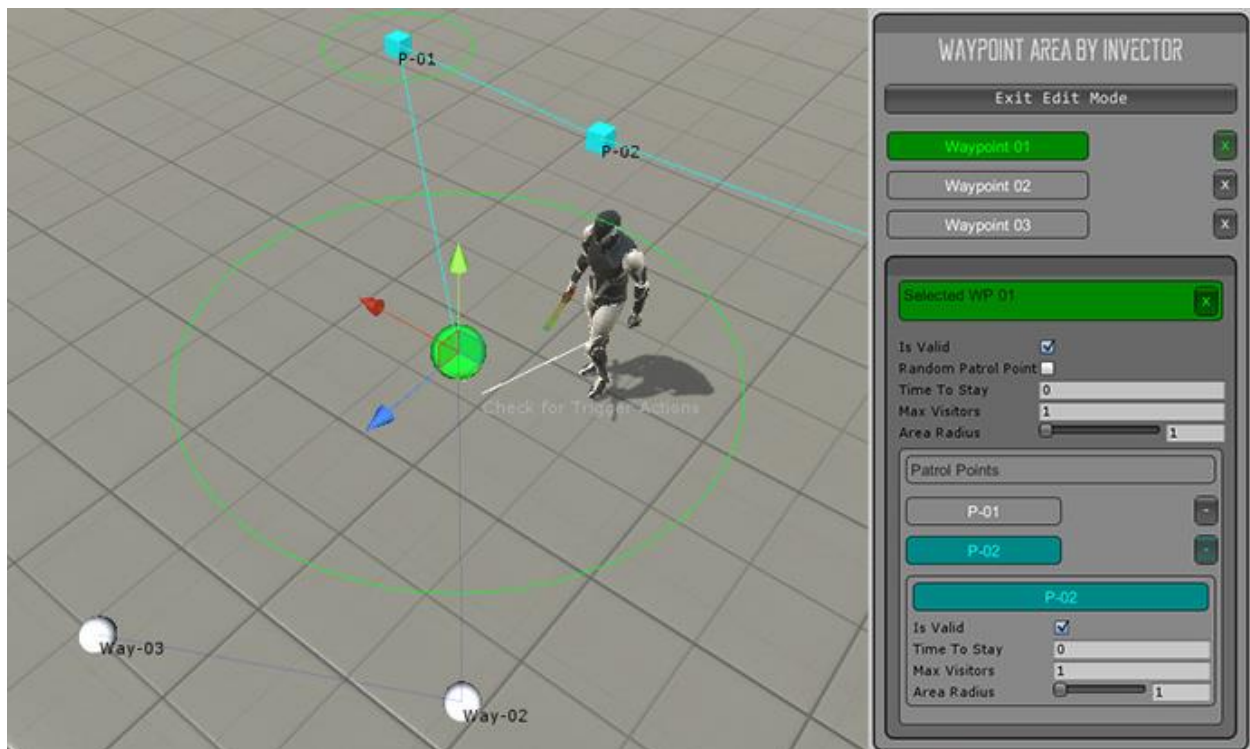 P-01
P-02
Check for Trigger Actions
Way-03
Way-02
WAYPOINT AREA BY INVECTOR
Exit Edit Mode
Waypoint 01 X
Waypoint 02 X
Waypoint 03 X
Selected WP 01 X
Is Valid
Random Patrol Point
Time To Stay 0
Max Visitors 1
Area Radius 1
Patrol Points
P-01 -
P-02 -
P-02
Is Valid
Time To Stay 0
Max Visitors 1
Area Radius 1